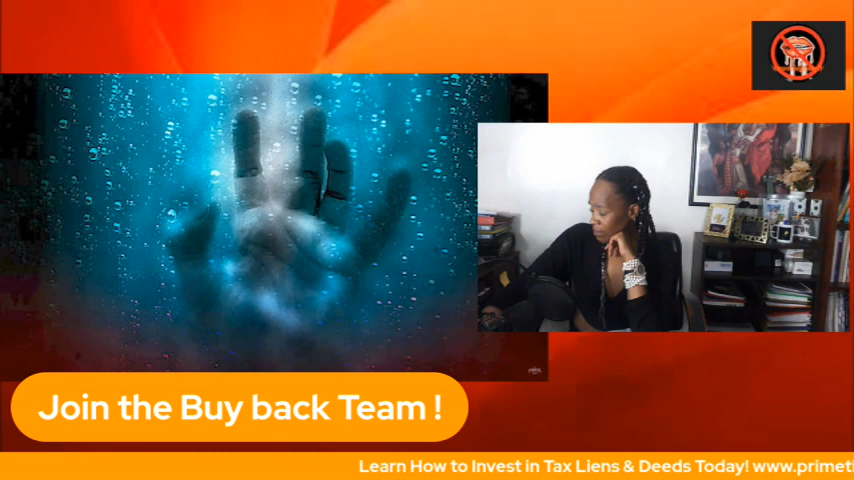 Join the Buy back Team !
Learn How to Invest in Tax Liens & Deeds Today! www.primeti